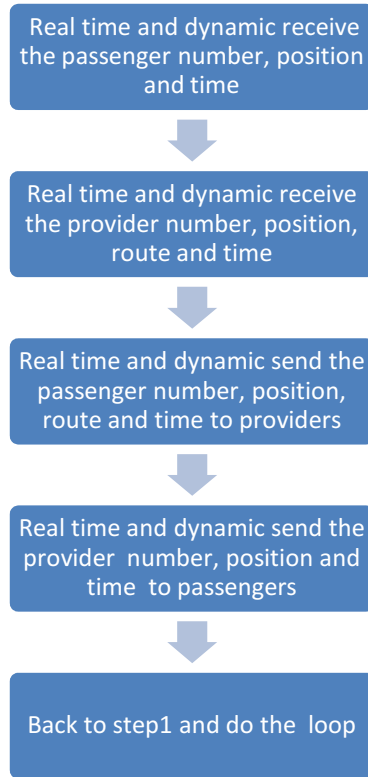 Real time and dynamic receive
the passenger number, position
and time
Real time and dynamic receive
the provider number, position,
route and time
Real time and dynamic send the
passenger number, position,
route and time to providers
Real time and dynamic send the
provider  number, position and
time  to passengers
Back to step1 and do the  loop